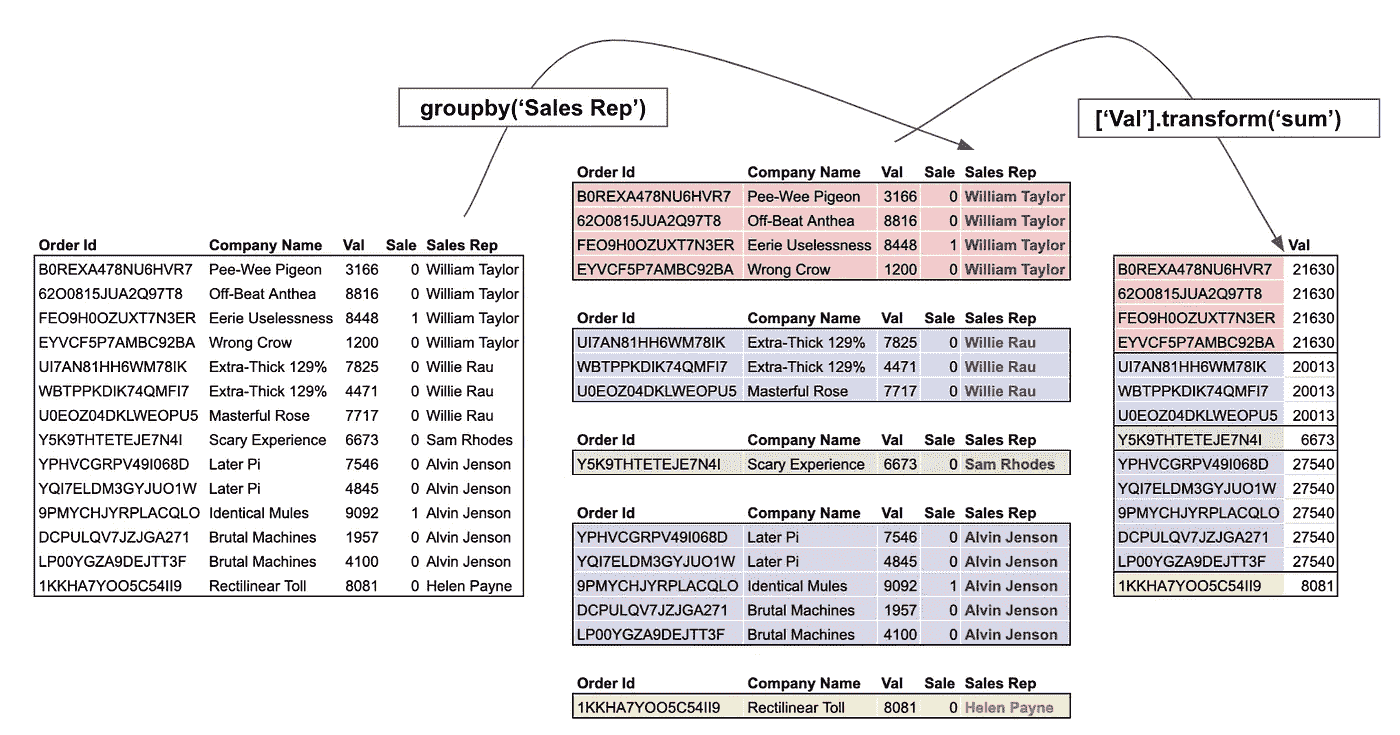 groupby(‘Sales Rep’)
[‘Val’].transform(‘sum’)
Order Id Company Name Val Sale Sales Rep
B0REXA478NU6HVR7 Pee-Wee Pigeon 3166 0 William Taylor
62O0815JUA2Q97T8 Off-Beat Anthea 8816 0 William Taylor
FEO9H0OZUXT7N3ER Eerie Uselessness 8448 1 William Taylor
EYVCF5P7AMBC92BA Wrong Crow 1200 0 William Taylor
UI7AN81HH6WM78IK Extra-Thick 129% 7825 0 Willie Rau
WBTPPKDIK74QMFI7 Extra-Thick 129% 4471 0 Willie Rau
U0EOZ04DKLWEOPU5 Masterful Rose 7717 0 Willie Rau
Y5K9THTETEJE7N4I Scary Experience 6673 0 Sam Rhodes
YPHVCGRPV49I068D Later Pi 7546 0 Alvin Jenson
YQI7ELDM3GYJUO1W Later Pi 4845 0 Alvin Jenson
9PMYCHJYRPLACQLO Identical Mules 9092 1 Alvin Jenson
DCPULQV7JZJGA271 Brutal Machines 1957 0 Alvin Jenson
LP00YGZA9DEJTT3F Brutal Machines 4100 0 Alvin Jenson
1KKHA7YOO5C54II9 Rectilinear Toll 8081 0 Helen Payne
Order Id Company Name Val Sale Sales Rep
B0REXA478NU6HVR7 Pee-Wee Pigeon 3166 0 William Taylor
62O0815JUA2Q97T8 Off-Beat Anthea 8816 0 William Taylor
FEO9H0OZUXT7N3ER Eerie Uselessness 8448 1 William Taylor
EYVCF5P7AMBC92BA Wrong Crow 1200 0 William Taylor
Order Id Company Name Val Sale Sales Rep
UI7AN81HH6WM78IK Extra-Thick 129% 7825 0 Willie Rau
WBTPPKDIK74QMFI7 Extra-Thick 129% 4471 0 Willie Rau
U0EOZ04DKLWEOPU5 Masterful Rose 7717 0 Willie Rau
Order Id Company Name Val Sale Sales Rep
Y5K9THTETEJE7N4I Scary Experience 6673 0 Sam Rhodes
Order Id Company Name Val Sale Sales Rep
YPHVCGRPV49I068D Later Pi 7546 0 Alvin Jenson
YQI7ELDM3GYJUO1W Later Pi 4845 0 Alvin Jenson
9PMYCHJYRPLACQLO Identical Mules 9092 1 Alvin Jenson
DCPULQV7JZJGA271 Brutal Machines 1957 0 Alvin Jenson
LP00YGZA9DEJTT3F Brutal Machines 4100 0 Alvin Jenson
Order Id Company Name Val Sale Sales Rep
1KKHA7YOO5C54II9 Rectilinear Toll 8081 0 Helen Payne
Val
B0REXA478NU6HVR7 21630
62O0815JUA2Q97T8 21630
FEO9H0OZUXT7N3ER 21630
EYVCF5P7AMBC92BA 21630
UI7AN81HH6WM78IK 20013
WBTPPKDIK74QMFI7 20013
U0EOZ04DKLWEOPU5 20013
Y5K9THTETEJE7N4I 6673
YPHVCGRPV49I068D 27540
YQI7ELDM3GYJUO1W 27540
9PMYCHJYRPLACQLO 27540
DCPULQV7JZJGA271 27540
LP00YGZA9DEJTT3F 27540
1KKHA7YOO5C54II9 8081